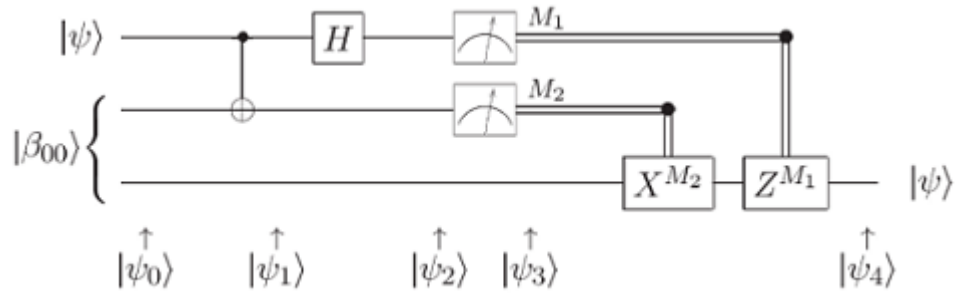 |ψ⟩ H M₁
M₂
|β₀₀⟩
X^{M₂} Z^{M₁} |ψ⟩
↑ ↑ ↑ ↑ ↑
|ψ₀⟩ |ψ₁⟩ |ψ₂⟩ |ψ₃⟩ |ψ₄⟩